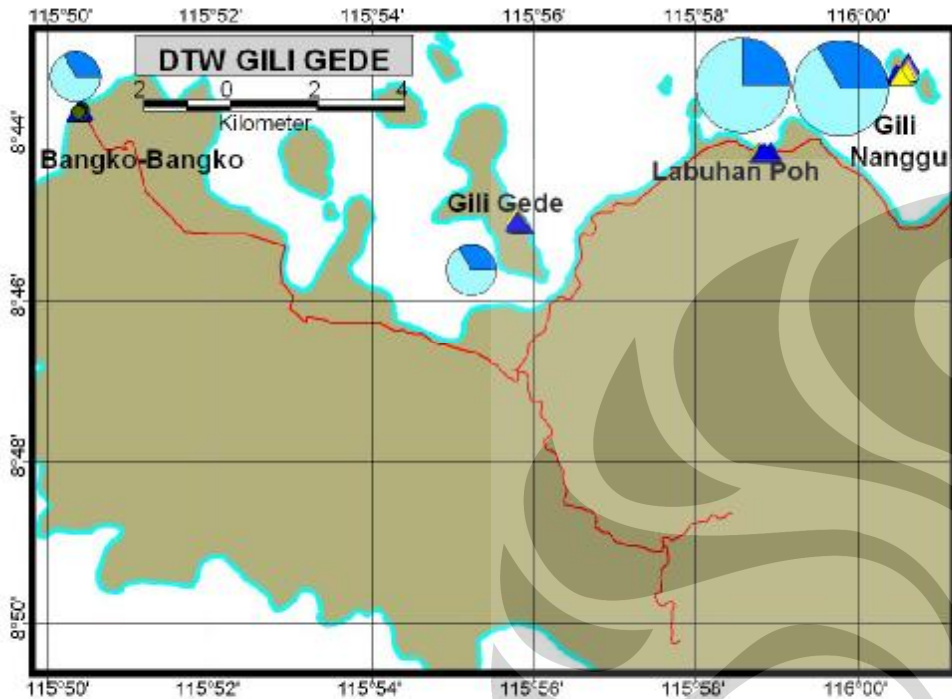 115°50' 115°52' 115°54' 115°56' 115°58' 116°00'
DTW GILI GEDE
2 0 2 4
Kilometer
8°44'
Gili
Nanggu
Bangko-Bangko
Labuhan Poh
Gili Gede
8°46'
8°48'
8°50'
115°50' 115°52' 115°54' 115°56' 115°58' 116°00'